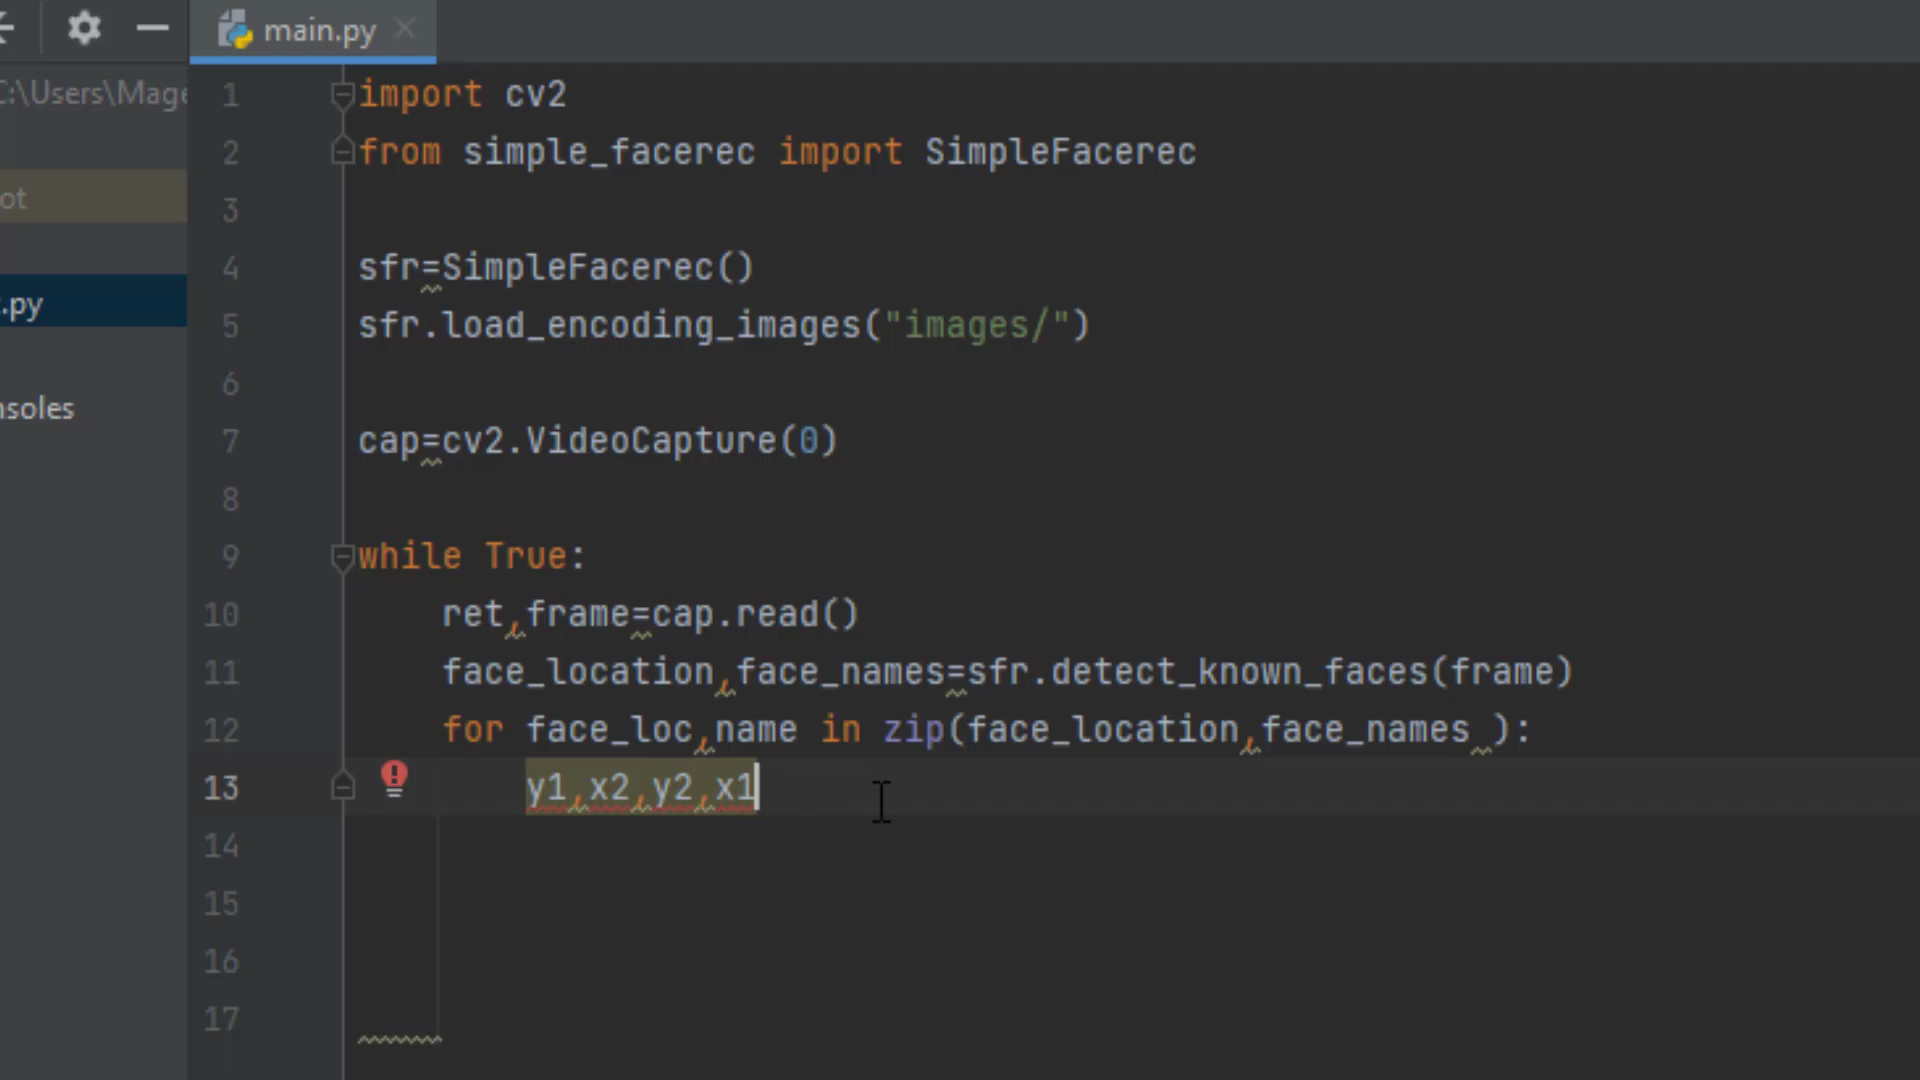 main.py
C:\Users\Mage
1 import cv2
2 from simple_facerec import SimpleFacerec
3
ot
4 sfr=SimpleFacerec()
.py
5 sfr.load_encoding_images("images/")
6
nsoles
7 cap=cv2.VideoCapture(0)
8
9 while True:
10 ret,frame=cap.read()
11 face_location,face_names=sfr.detect_known_faces(frame)
12 for face_loc,name in zip(face_location,face_names ):
13 y1,x2,y2,x1
14
15
16
17